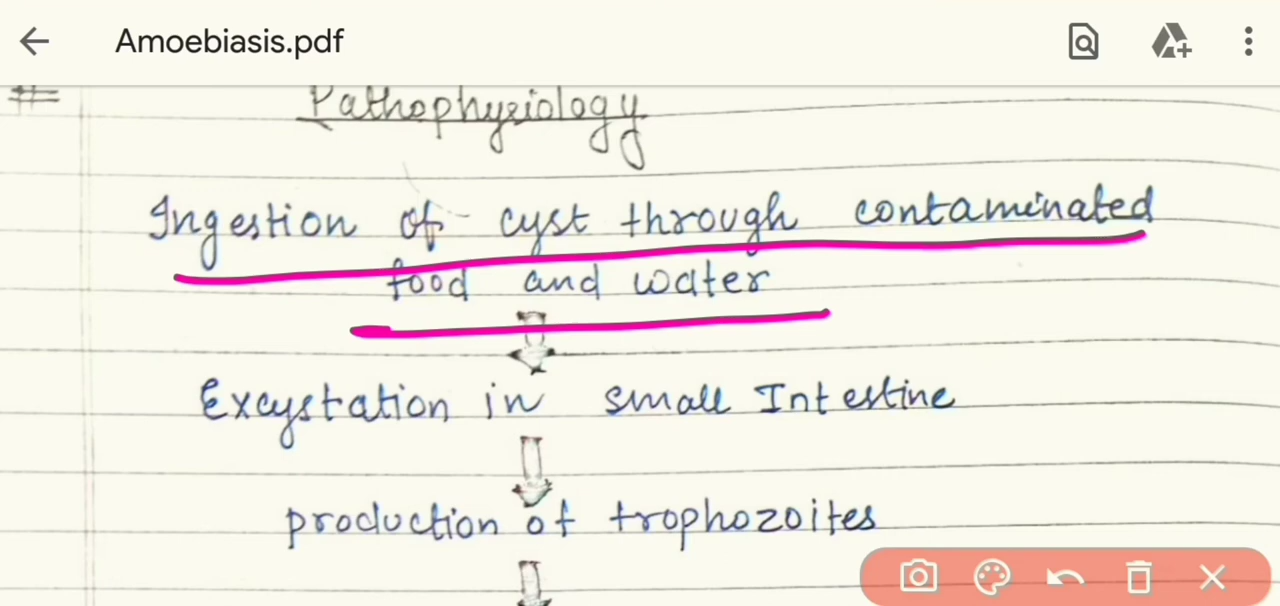 Amoebiasis.pdf
Pathophysiology
Ingestion of cyst through contaminated
food and water
Excystation in small Intestine
production of trophozoites